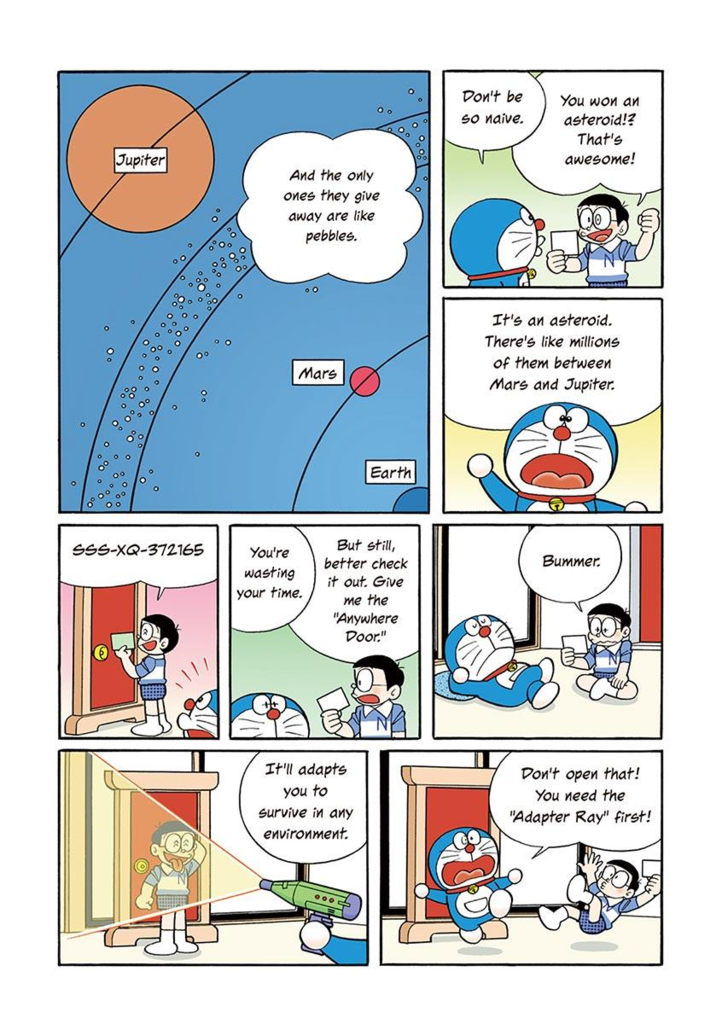 You won an
asteroid!?
That's
awesome!
Don't be
so naive.
It's an asteroid.
There's like millions
of them between
Mars and Jupiter.
And the only
ones they give
away are like
pebbles.
Jupiter
Mars
Earth
N
Bummer.
But still,
better check
it out. Give
me the
"Anywhere
Door."
You're
wasting
your time.
N
SSS-XQ-372165
Don't open that!
You need the
"Adapter Ray" first!
It'll adapts
you to
survive in any
environment.
N